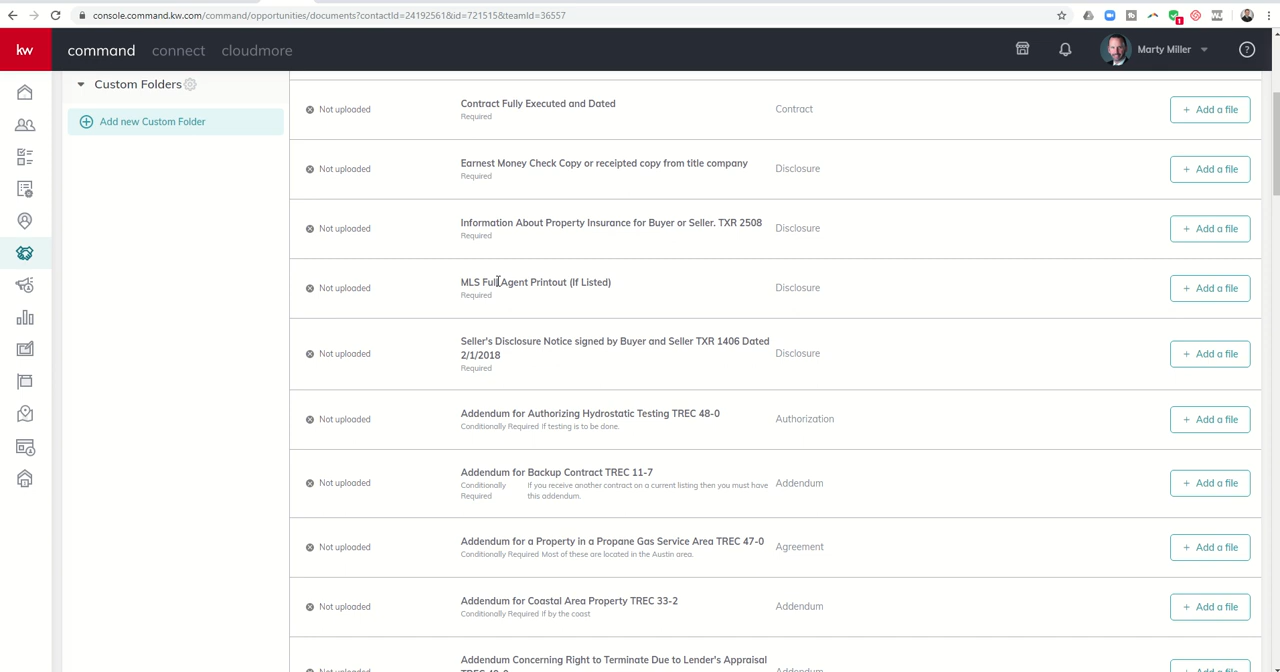 console.command.kw.com/command/opportunities/documents?contactId=24192561&id=721515&teamId=36557
kw command connect cloudmore Marty Miller ?
Custom Folders
Add new Custom Folder
Not uploaded Contract Fully Executed and Dated Contract + Add a file
Required
Not uploaded Earnest Money Check Copy or receipted copy from title company Disclosure + Add a file
Required
Not uploaded Information About Property Insurance for Buyer or Seller. TXR 2508 Disclosure + Add a file
Required
Not uploaded MLS Full Agent Printout (If Listed) Disclosure + Add a file
Required
Seller's Disclosure Notice signed by Buyer and Seller TXR 1406 Dated
Not uploaded 2/1/2018 Disclosure + Add a file
Required
Not uploaded Addendum for Authorizing Hydrostatic Testing TREC 48-0 Authorization + Add a file
Conditionally Required If testing is to be done.
Addendum for Backup Contract TREC 11-7
Not uploaded Conditionally If you receive another contract on a current listing then you must have Addendum + Add a file
Required this addendum.
Not uploaded Addendum for a Property in a Propane Gas Service Area TREC 47-0 Agreement + Add a file
Conditionally Required Most of these are located in the Austin area.
Not uploaded Addendum for Coastal Area Property TREC 33-2 Addendum + Add a file
Conditionally Required If by the coast
Addendum Concerning Right to Terminate Due to Lender's Appraisal
Not uploaded Addendum + Add a file